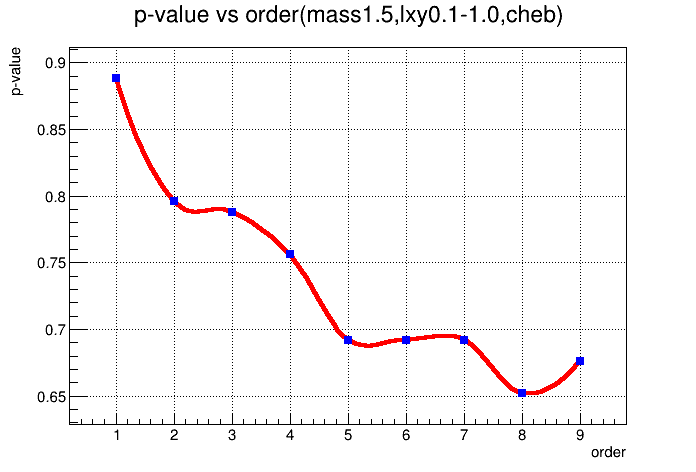 p-value vs order(mass1.5,lxy0.1-1.0,cheb)
p-value
0.9
0.85
0.8
0.75
0.7
0.65
1 2 3 4 5 6 7 8 9
order